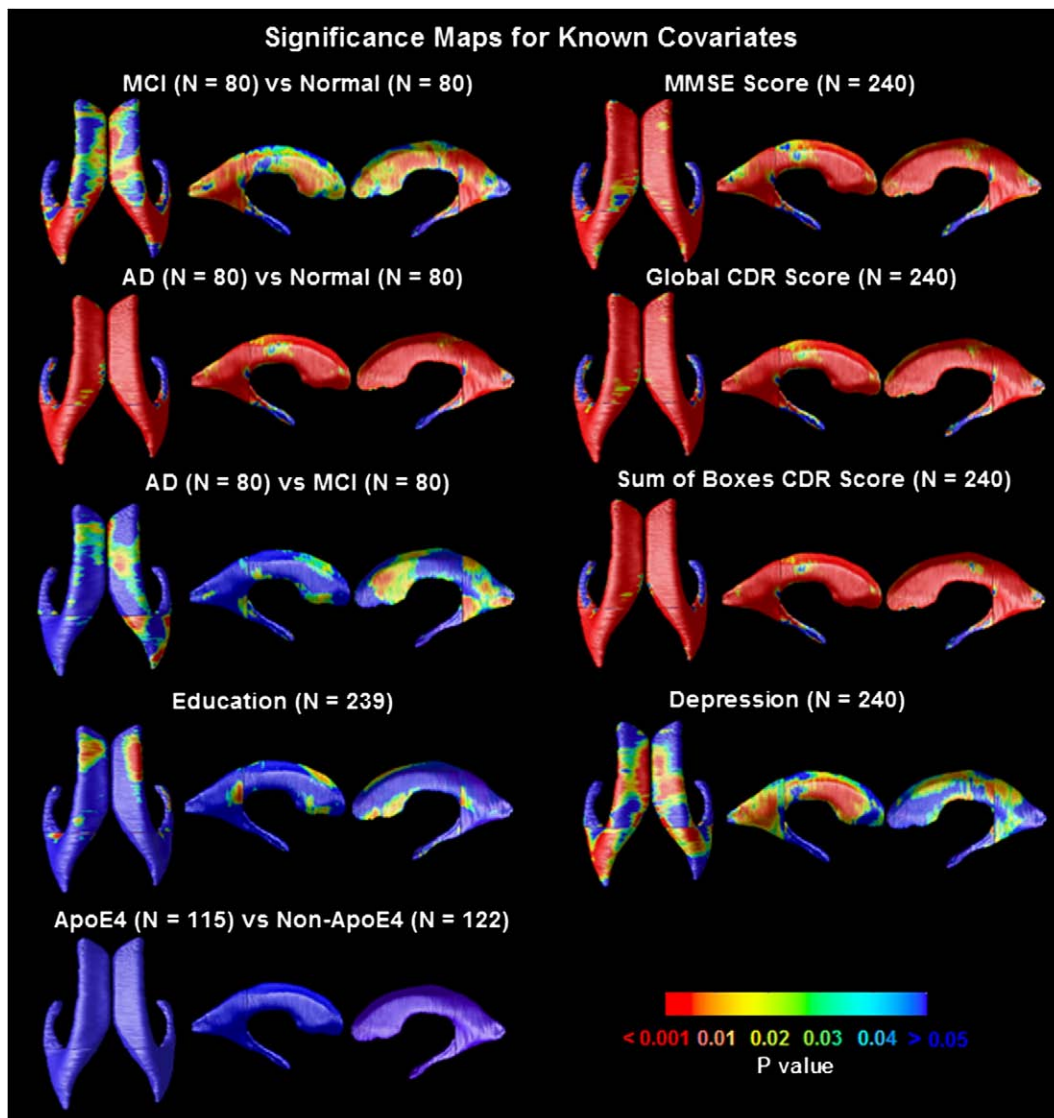 Significance Maps for Known Covariates
MCI (N = 80) vs Normal (N = 80)
MMSE Score (N = 240)
AD (N = 80) vs Normal (N = 80)
Global CDR Score (N = 240)
AD (N = 80) vs MCI (N = 80)
Sum of Boxes CDR Score (N = 240)
Education (N = 239)
Depression (N = 240)
ApoE4 (N = 115) vs Non-ApoE4 (N = 122)
< 0.001 0.01 0.02 0.03 0.04 > 0.05
P value